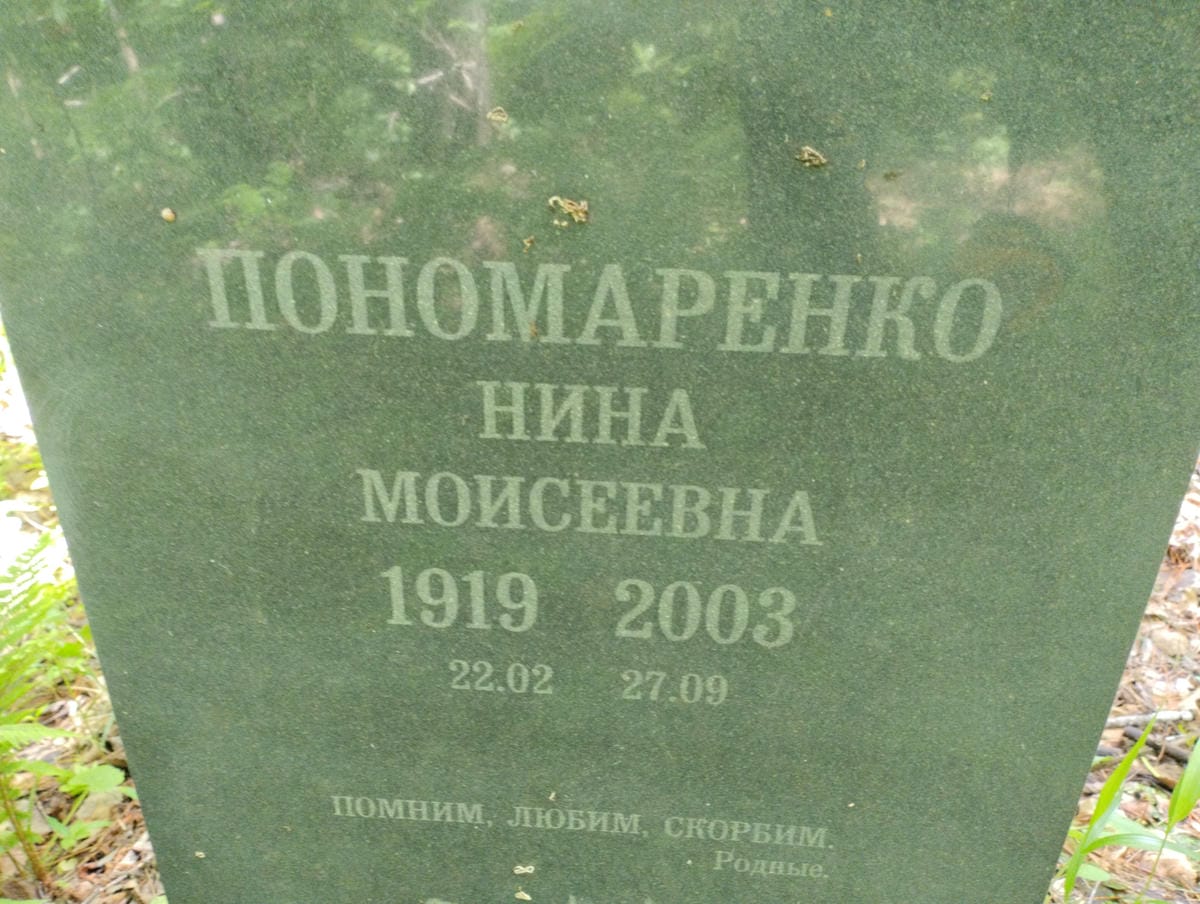 ПОНОМАРЕНКО
НИНА
МОИСЕЕВНА
1919 2003
22.02 27.09
ПОМНИМ, ЛЮБИМ, СКОРБИМ.
Родные.